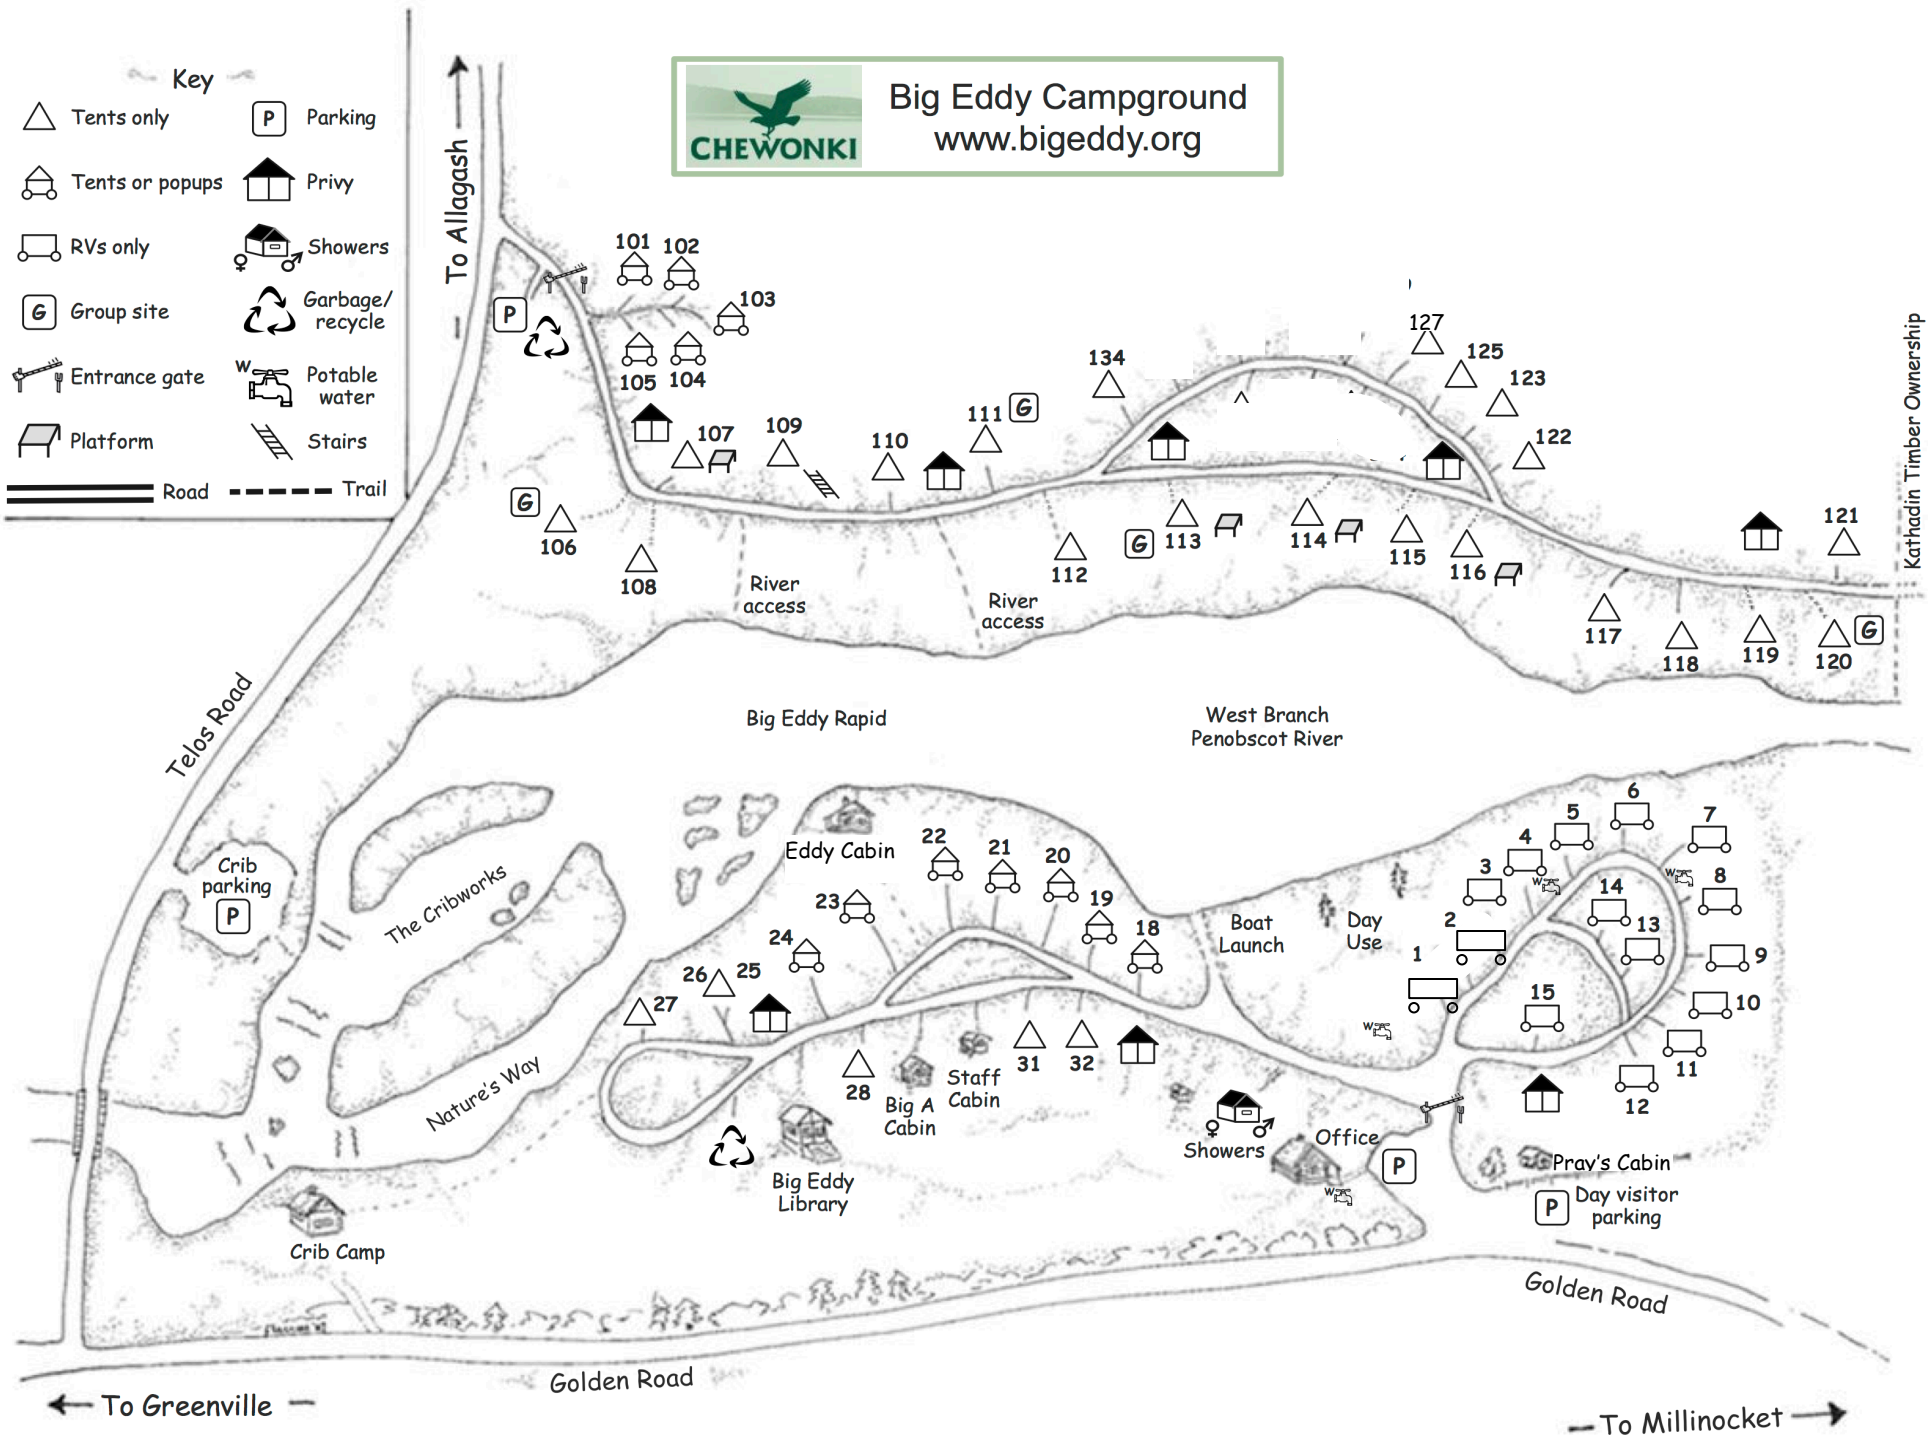 Key
Tents only
Parking
Tents or popups
Privy
RVs only
Showers
G
Group site
Garbage/
recycle
Entrance gate
W
Potable
water
Platform
Stairs
Road
Trail
P
CHEWONKI
Big Eddy Campground
www.bigeddy.org
To Allagash
Telos Road
P
101
102
103
105
104
107
109
110
111
G
134
127
125
123
122
121
Kathadin Timber Ownership
G
106
108
River
access
River
access
112
G
113
114
115
116
117
118
119
120
G
Big Eddy Rapid
West Branch
Penobscot River
Crib
parking
P
The Cribworks
Nature's Way
Crib Camp
Eddy Cabin
22
21
20
19
18
23
24
26
25
27
28
31
32
Big A
Cabin
Staff
Cabin
Big Eddy
Library
Boat
Launch
Day
Use
1
2
3
4
5
6
7
8
9
10
11
12
13
14
15
W
W
W
W
Showers
Office
P
Prav's Cabin
P
Day visitor
parking
Golden Road
Golden Road
To Greenville
To Millinocket